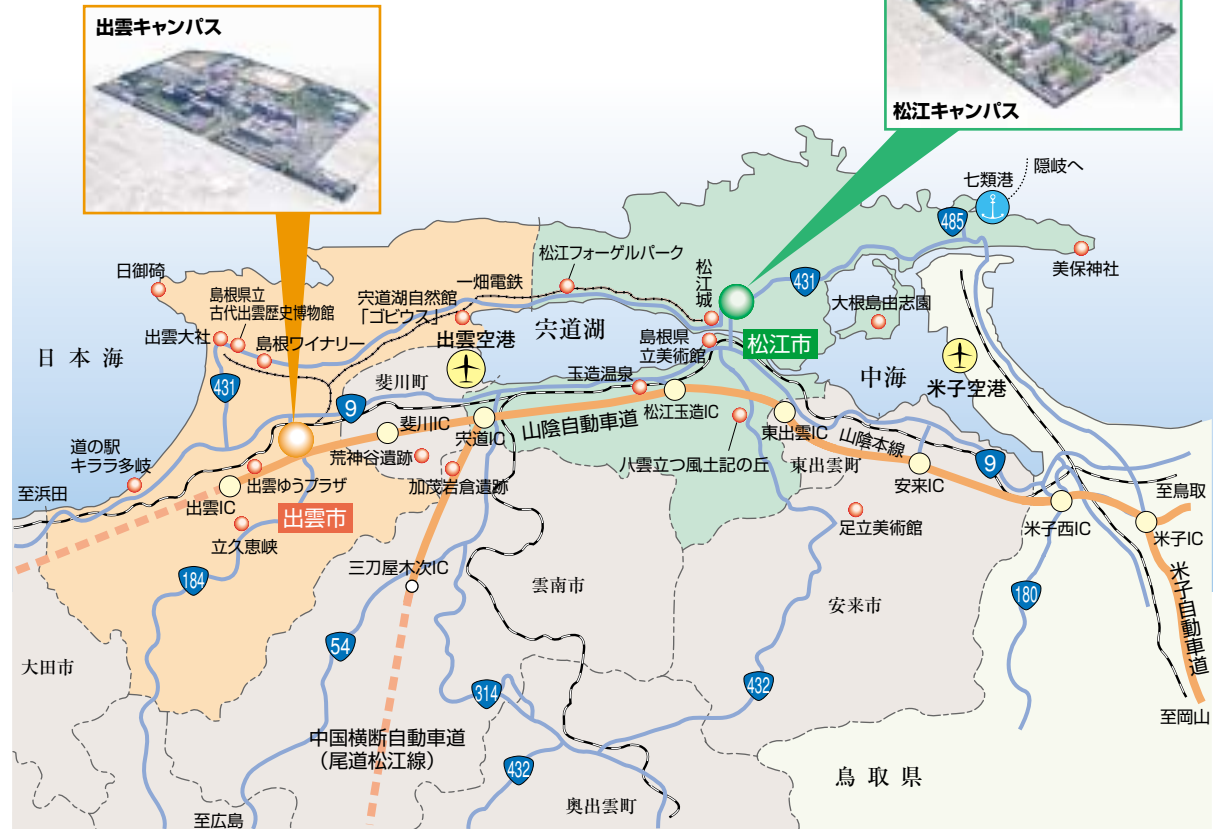 出雲キャンパス
松江キャンパス
隠岐へ
七類港
485
美保神社
松江フォーゲルパーク
松江城
431
大根島由志園
日御碕
一畑電鉄
島根県立
古代出雲歴史博物館
宍道湖自然館
「ゴビウス」
出雲大社
島根ワイナリー
出雲空港
宍道湖
島根県
立美術館
松江市
日本海
中海
米子空港
斐川町
玉造温泉
431
9
松江玉造IC
斐川IC
宍道IC
山陰自動車道
東出雲IC
山陰本線
道の駅
キララ多岐
荒神谷遺跡
八雲立つ風土記の丘
東出雲町
9
至浜田
出雲ゆうプラザ
加茂岩倉遺跡
安来IC
至鳥取
出雲IC
出雲市
足立美術館
米子西IC
米子IC
立久恵峡
三刀屋木次IC
184
雲南市
安来市
180
米子自動車道
54
大田市
314
432
至岡山
中国横断自動車道
（尾道松江線）
432
鳥取県
奥出雲町
至広島